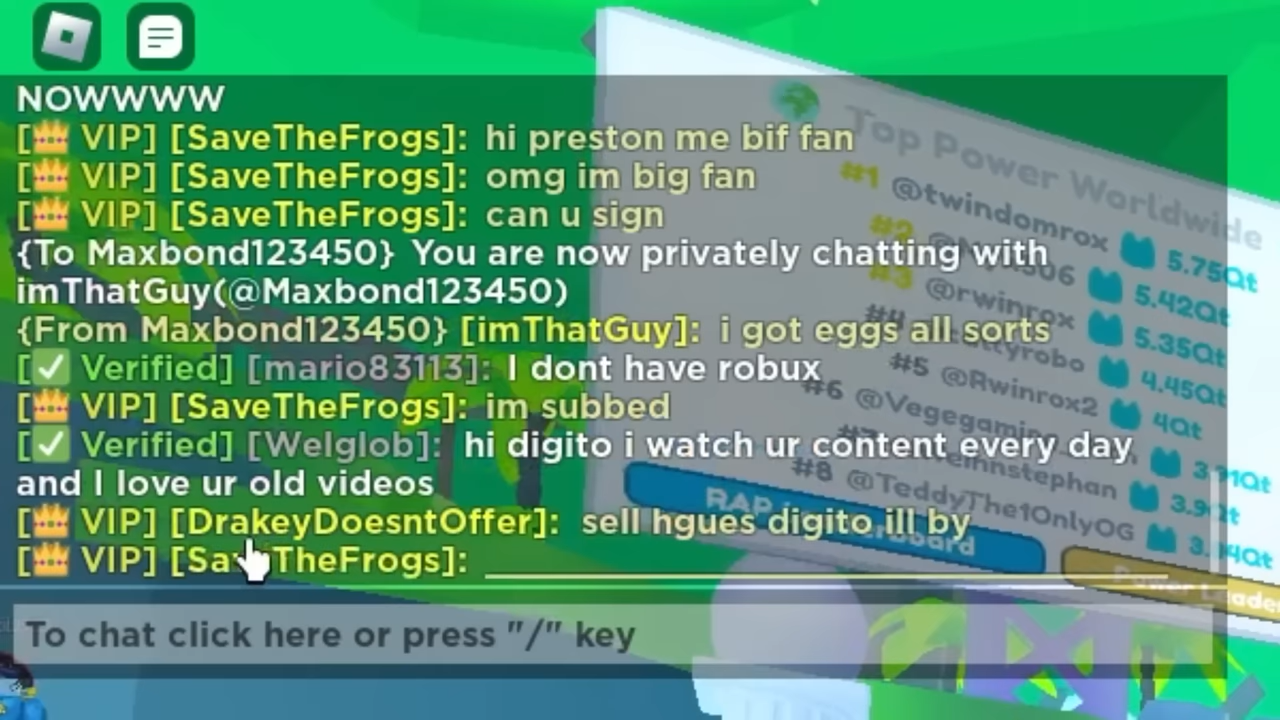 NOWWWW
[👑 VIP] [SaveTheFrogs]: hi preston me bif fan
[👑 VIP] [SaveTheFrogs]: omg im big fan
[👑 VIP] [SaveTheFrogs]: can u sign
{To Maxbond123450} You are now privately chatting with
imThatGuy(@Maxbond123450)
{From Maxbond123450} [imThatGuy]: i got eggs all sorts
[✅ Verified] [mario83113]: I dont have robux
[👑 VIP] [SaveTheFrogs]: im subbed
[✅ Verified] [Welglob]: hi digito i watch ur content every day
and I love ur old videos
[👑 VIP] [DrakeyDoesntOffer]: sell hgues digito ill by
[👑 VIP] [SaveTheFrogs]: ____________________
To chat click here or press "/" key
Top Power Worldwide
#1 @twindomrox 5.75Qt
#2 5.42Qt
#3 @rwinrox 5.35Qt
#4 4.45Qt
#5 @Rwinrox2 4Qt
#6 @Vegegaming
#8 @TeddyThe1OnlyOG
RAP
Power